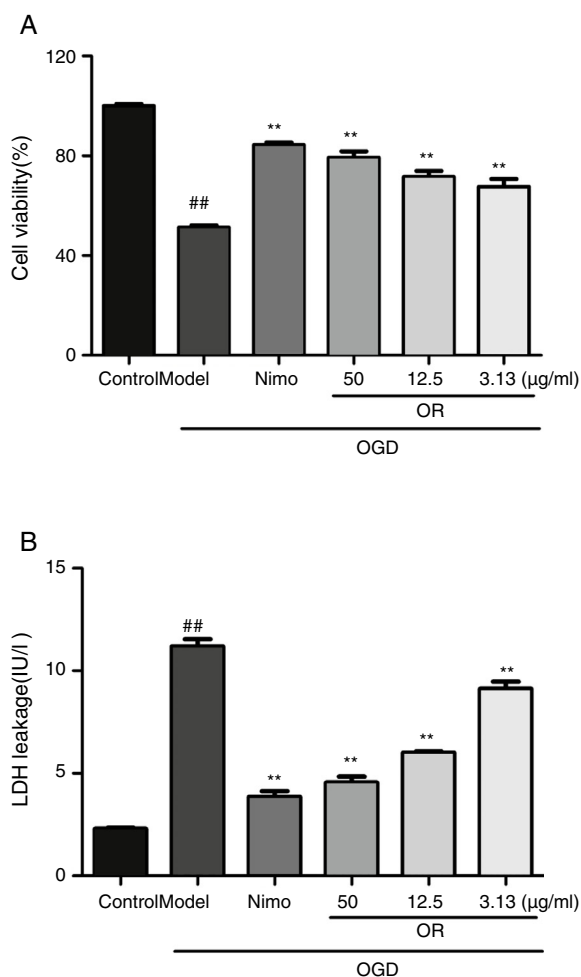 A
120
80
40
0
Cell viability(%)
##
**
**
**
**
ControlModel Nimo 50 12.5 3.13 (μg/ml)
OR
OGD
B
15
10
5
0
LDH leakage(IU/l )
##
**
**
**
**
ControlModel Nimo 50 12.5 3.13 (μg/ml)
OR
OGD